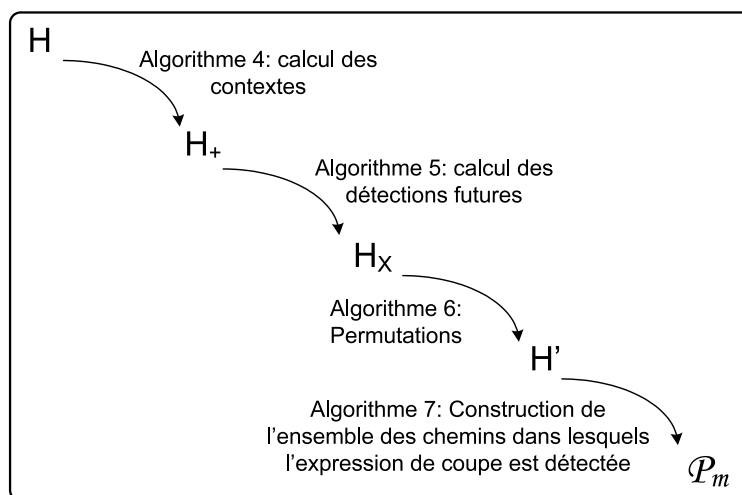 H
Algorithme 4: calcul des
contextes
H₊
Algorithme 5: calcul des
détections futures
Hₓ
Algorithme 6:
Permutations
H’
Algorithme 7: Construction de
l’ensemble des chemins dans lesquels
l’expression de coupe est détectée
𝒫ₘ